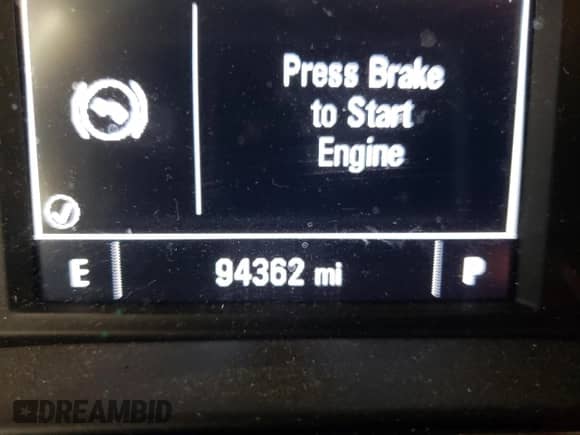 Press Brake
to Start
Engine
E 94362 mi P
DREAMBID